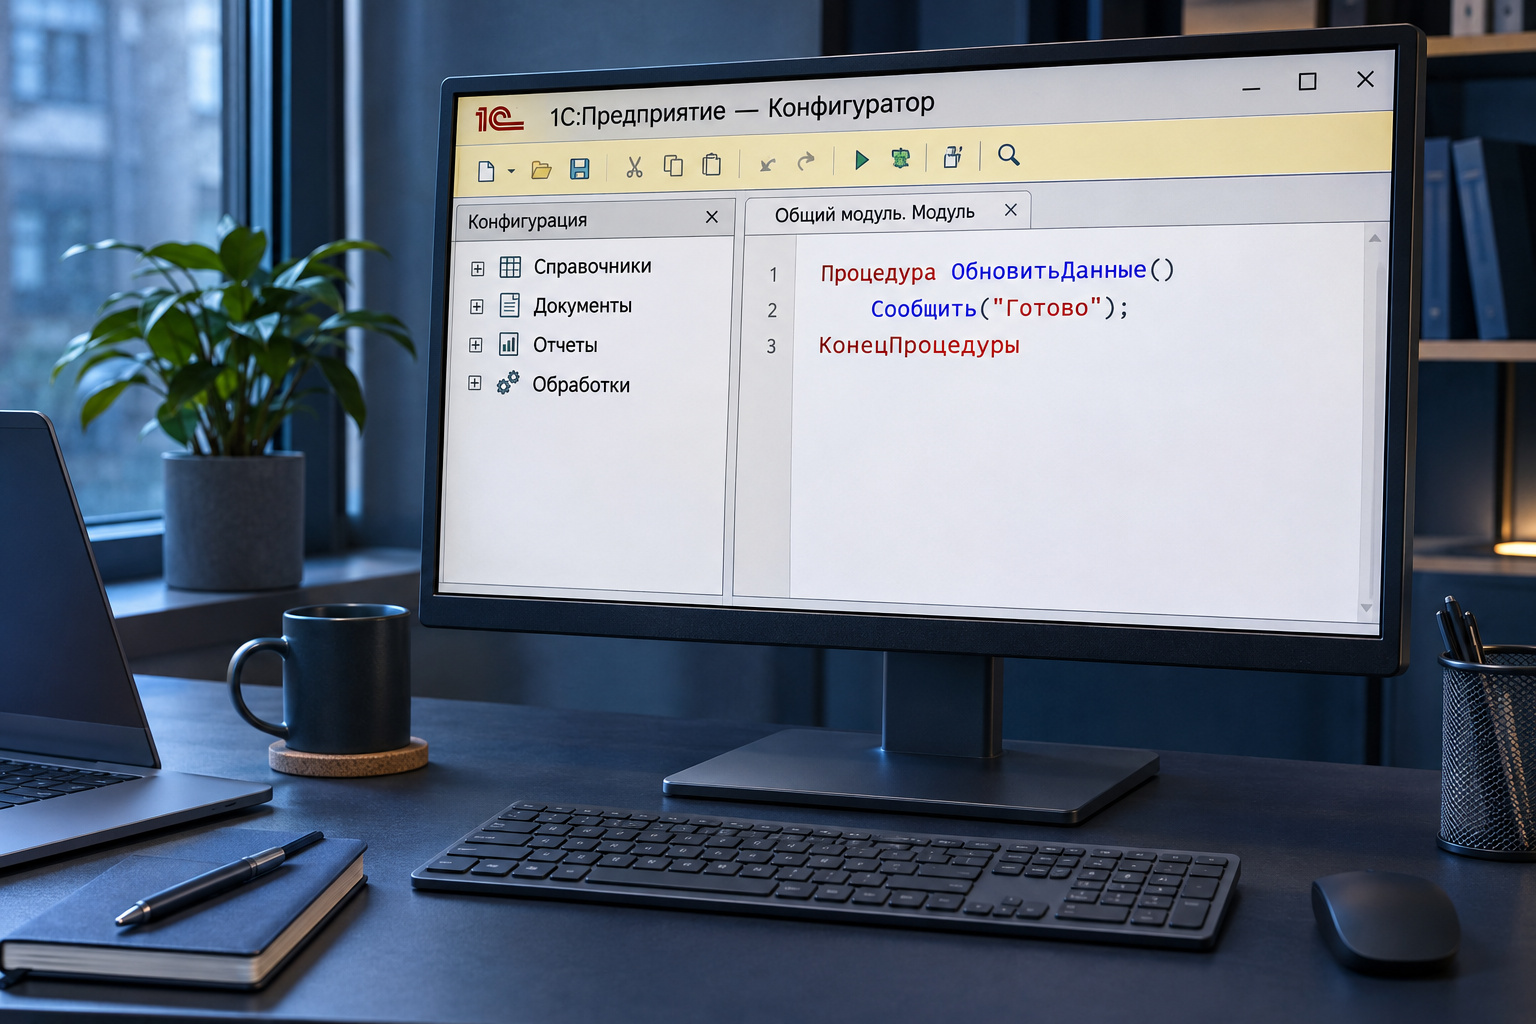 1С 1С:Предприятие — Конфигуратор
Конфигурация
Общий модуль. Модуль
Справочники
Документы
Отчеты
Обработки
1 Процедура ОбновитьДанные()
2 Сообщить("Готово");
3 КонецПроцедуры